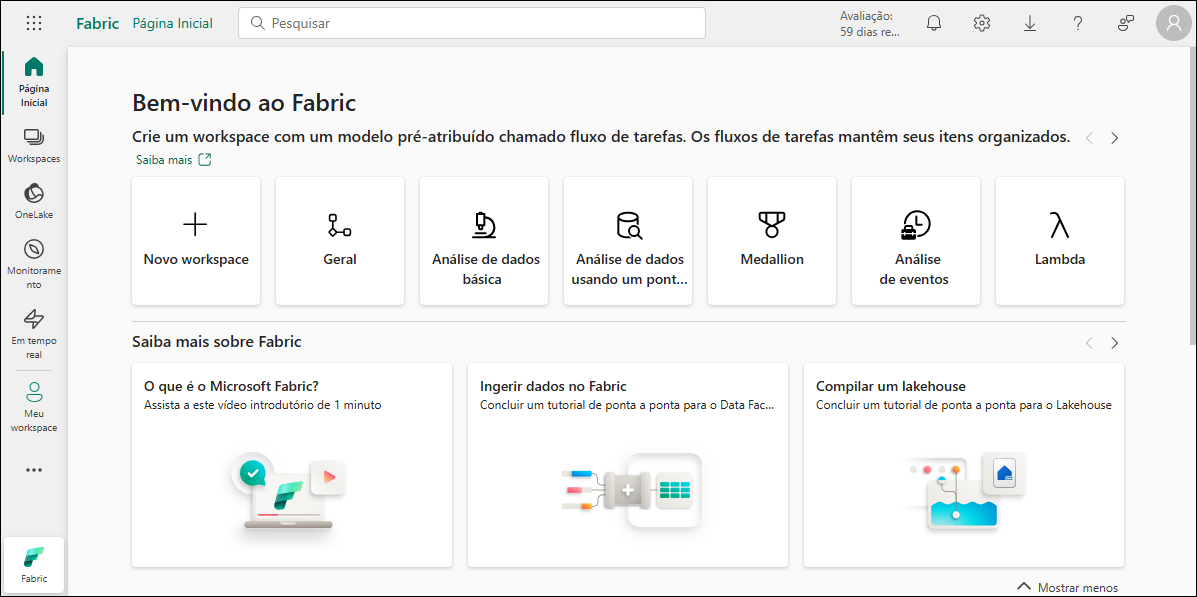 Fabric Página Inicial
Pesquisar
Avaliação:
59 dias re...
Página
Inicial
Workspaces
OneLake
Monitorame
nto
Em tempo
real
Meu
workspace
Fabric
Bem-vindo ao Fabric
Crie um workspace com um modelo pré-atribuído chamado fluxo de tarefas. Os fluxos de tarefas mantêm seus itens organizados.
Saiba mais
Novo workspace
Geral
Análise de dados
básica
Análise de dados
usando um pont...
Medallion
Análise
de eventos
Lambda
Saiba mais sobre Fabric
O que é o Microsoft Fabric?
Assista a este vídeo introdutório de 1 minuto
Ingerir dados no Fabric
Concluir um tutorial de ponta a ponta para o Data Fac...
Compilar um lakehouse
Concluir um tutorial de ponta a ponta para o Lakehouse
Mostrar menos